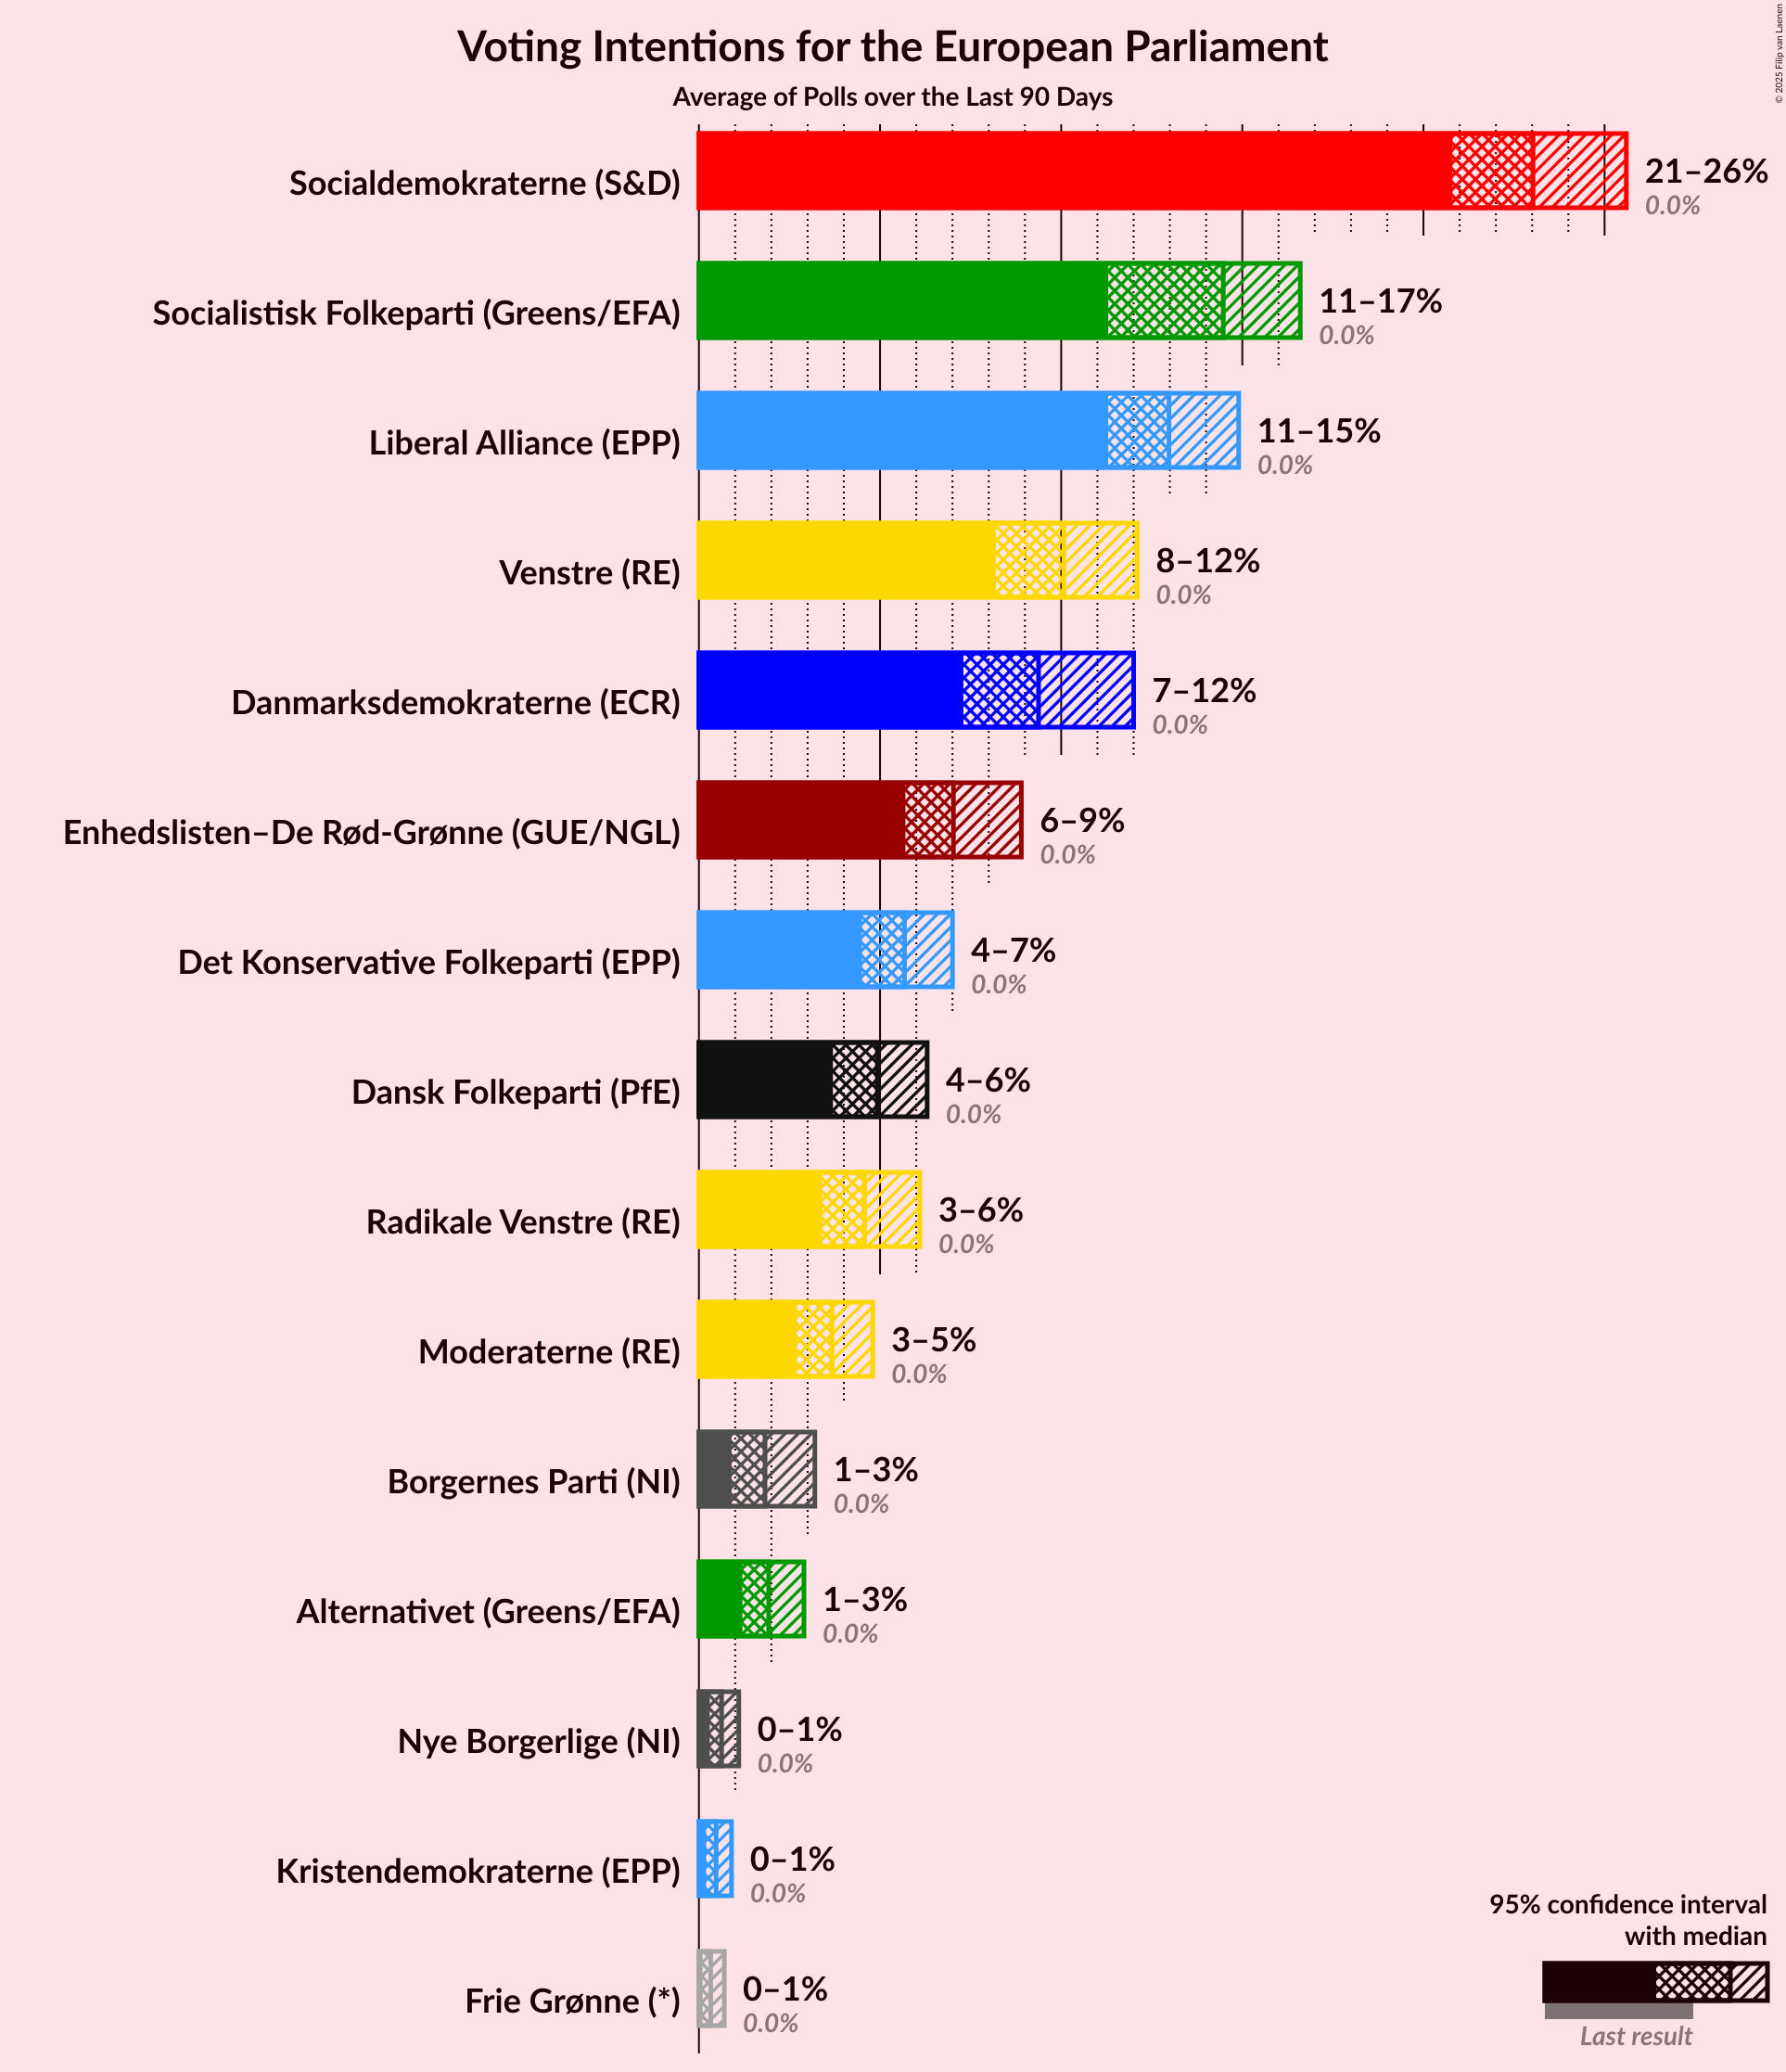 Voting Intentions for the European Parliament
Average of Polls over the Last 90 Days
© 2025 Filip van Laenen
Socialdemokraterne (S&D)
21–26%
0.0%
Socialistisk Folkeparti (Greens/EFA)
11–17%
0.0%
Liberal Alliance (EPP)
11–15%
0.0%
Venstre (RE)
8–12%
0.0%
Danmarksdemokraterne (ECR)
7–12%
0.0%
Enhedslisten–De Rød-Grønne (GUE/NGL)
6–9%
0.0%
Det Konservative Folkeparti (EPP)
4–7%
0.0%
Dansk Folkeparti (PfE)
4–6%
0.0%
Radikale Venstre (RE)
3–6%
0.0%
Moderaterne (RE)
3–5%
0.0%
Borgernes Parti (NI)
1–3%
0.0%
Alternativet (Greens/EFA)
1–3%
0.0%
Nye Borgerlige (NI)
0–1%
0.0%
Kristendemokraterne (EPP)
0–1%
0.0%
Frie Grønne (*)
0–1%
0.0%
95% confidence interval
with median
Last result